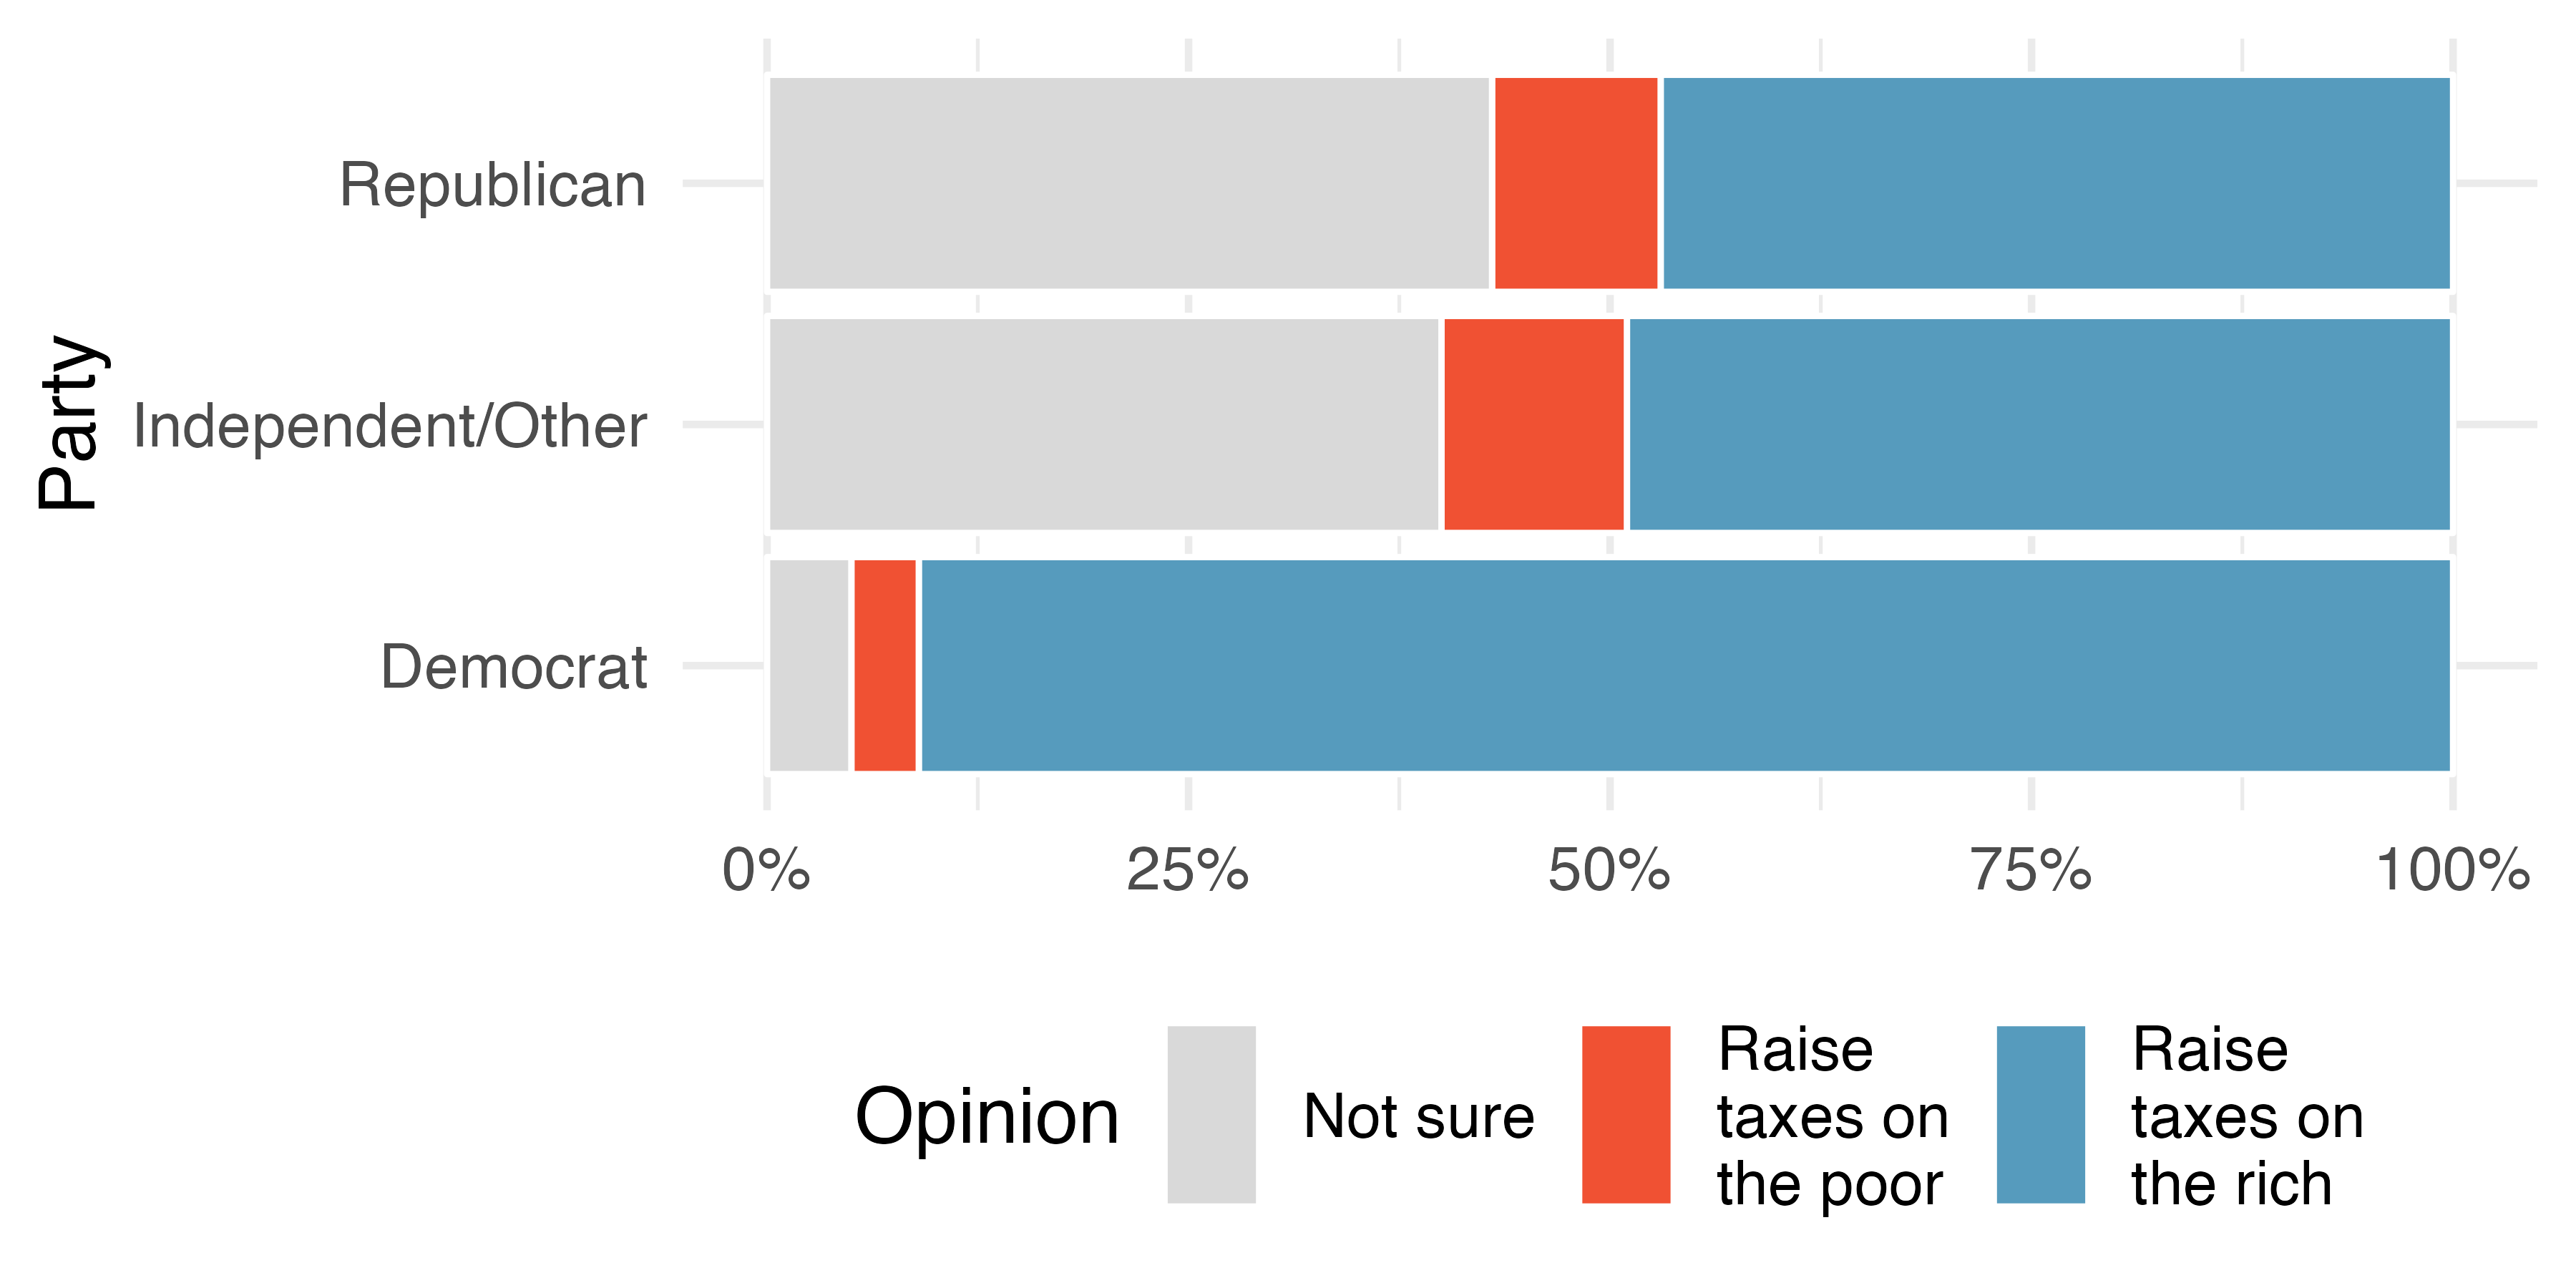 Party
Republican
Independent/Other
Democrat
0% 25% 50% 75% 100%
Opinion
Not sure
Raise
taxes on
the poor
Raise
taxes on
the rich